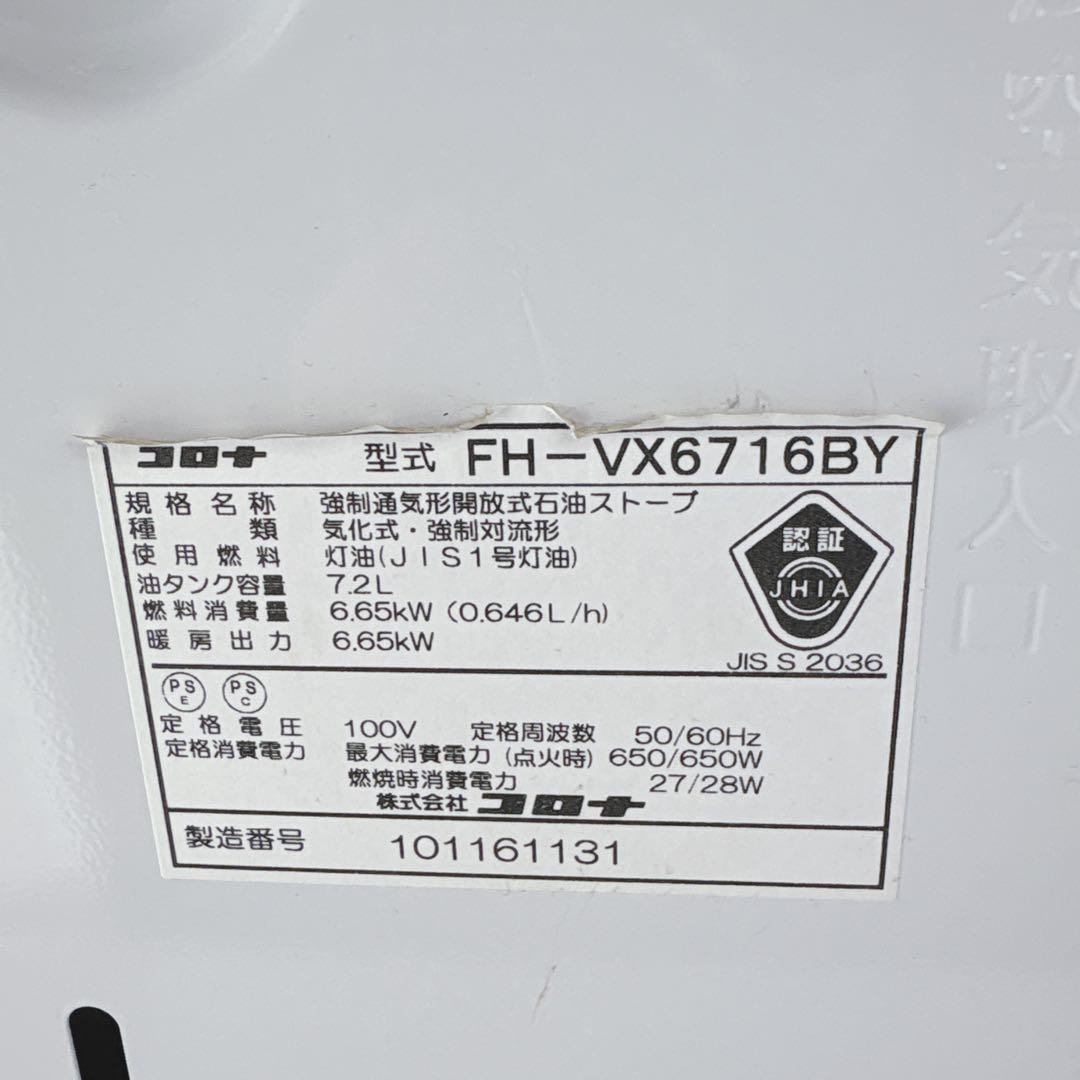 コロナ 型式 FH-VX6716BY
規格名称 強制通気形開放式石油ストーブ
種類 気化式・強制対流形
使用燃料 灯油(JIS1号灯油)
油タンク容量 7.2L
燃料消費量 6.65kW (0.646L/h)
暖房出力 6.65kW
認証
JHIA
JIS S 2036
PS E PS C
定格電圧 100V 定格周波数 50/60Hz
定格消費電力 最大消費電力 (点火時) 650/650W
燃焼時消費電力 27/28W
株式会社 コロナ
製造番号 101161131
空気取入口